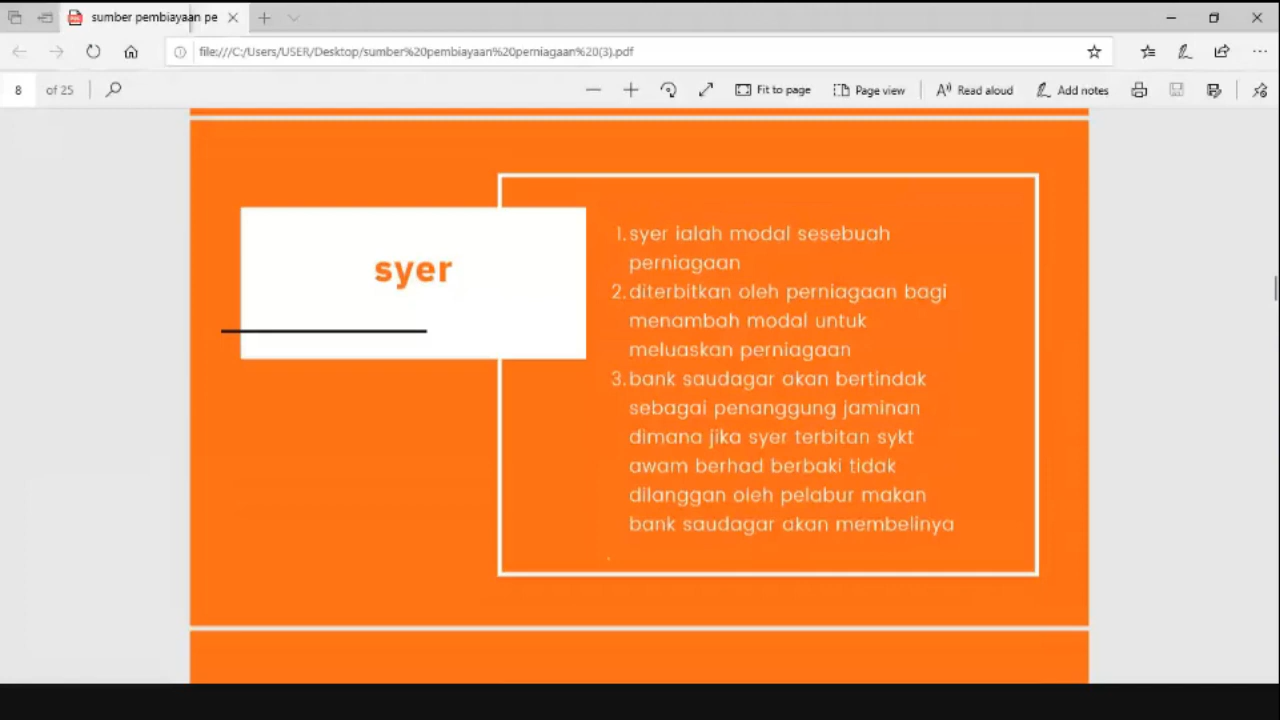 sumber pembiayaan pe
file:///C:/Users/USER/Desktop/sumber%20pembiayaan%20perniagaan%20(3).pdf
8 of 25 Fit to page Page view Read aloud Add notes
syer
1. syer ialah modal sesebuah
perniagaan
2. diterbitkan oleh perniagaan bagi
menambah modal untuk
meluaskan perniagaan
3. bank saudagar akan bertindak
sebagai penanggung jaminan
dimana jika syer terbitan sykt
awam berhad berbaki tidak
dilanggan oleh pelabur makan
bank saudagar akan membelinya